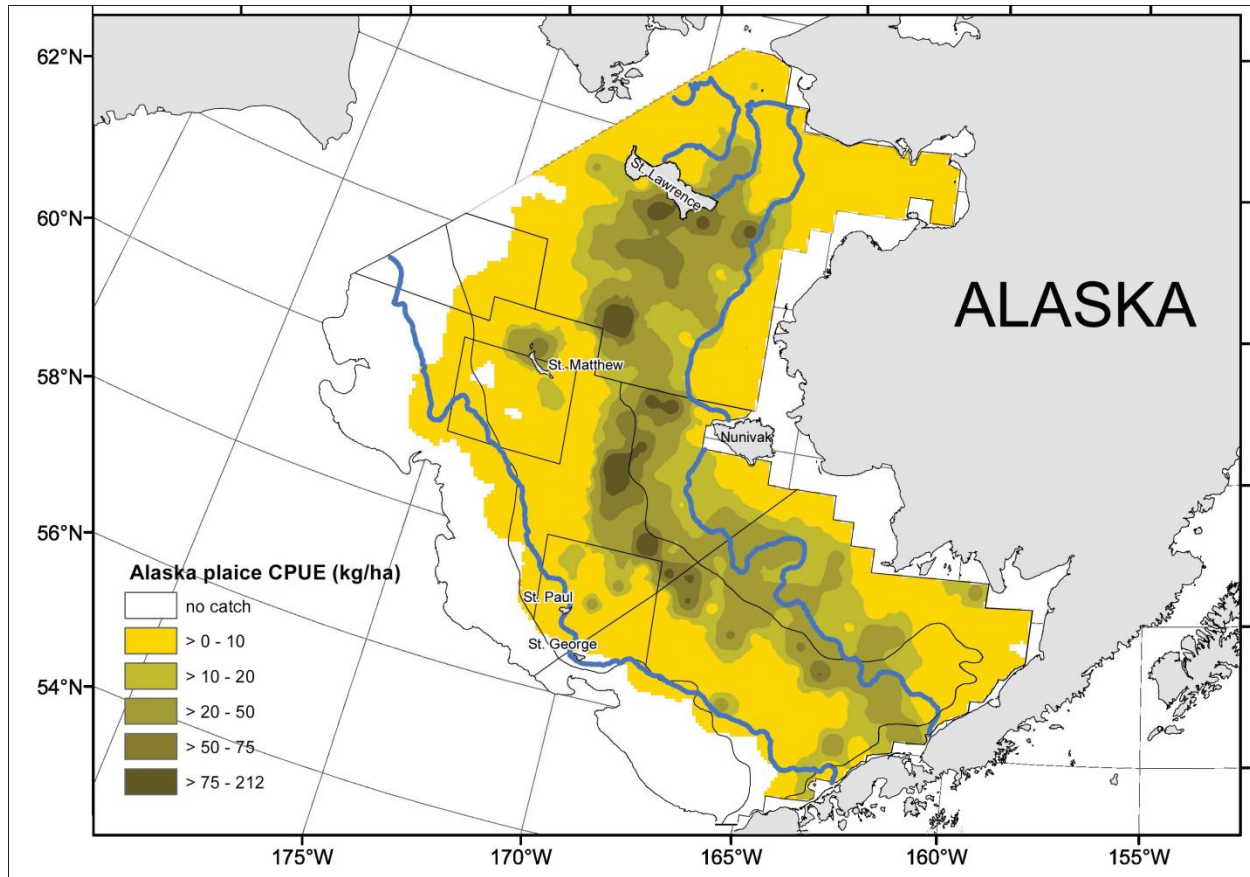 62°N
60°N
58°N
56°N
54°N
St. Lawrence
ALASKA
St. Matthew
Nunivak
St. Paul
St. George
Alaska plaice CPUE (kg/ha)
no catch
> 0 - 10
> 10 - 20
> 20 - 50
> 50 - 75
> 75 - 212
175°W
170°W
165°W
160°W
155°W